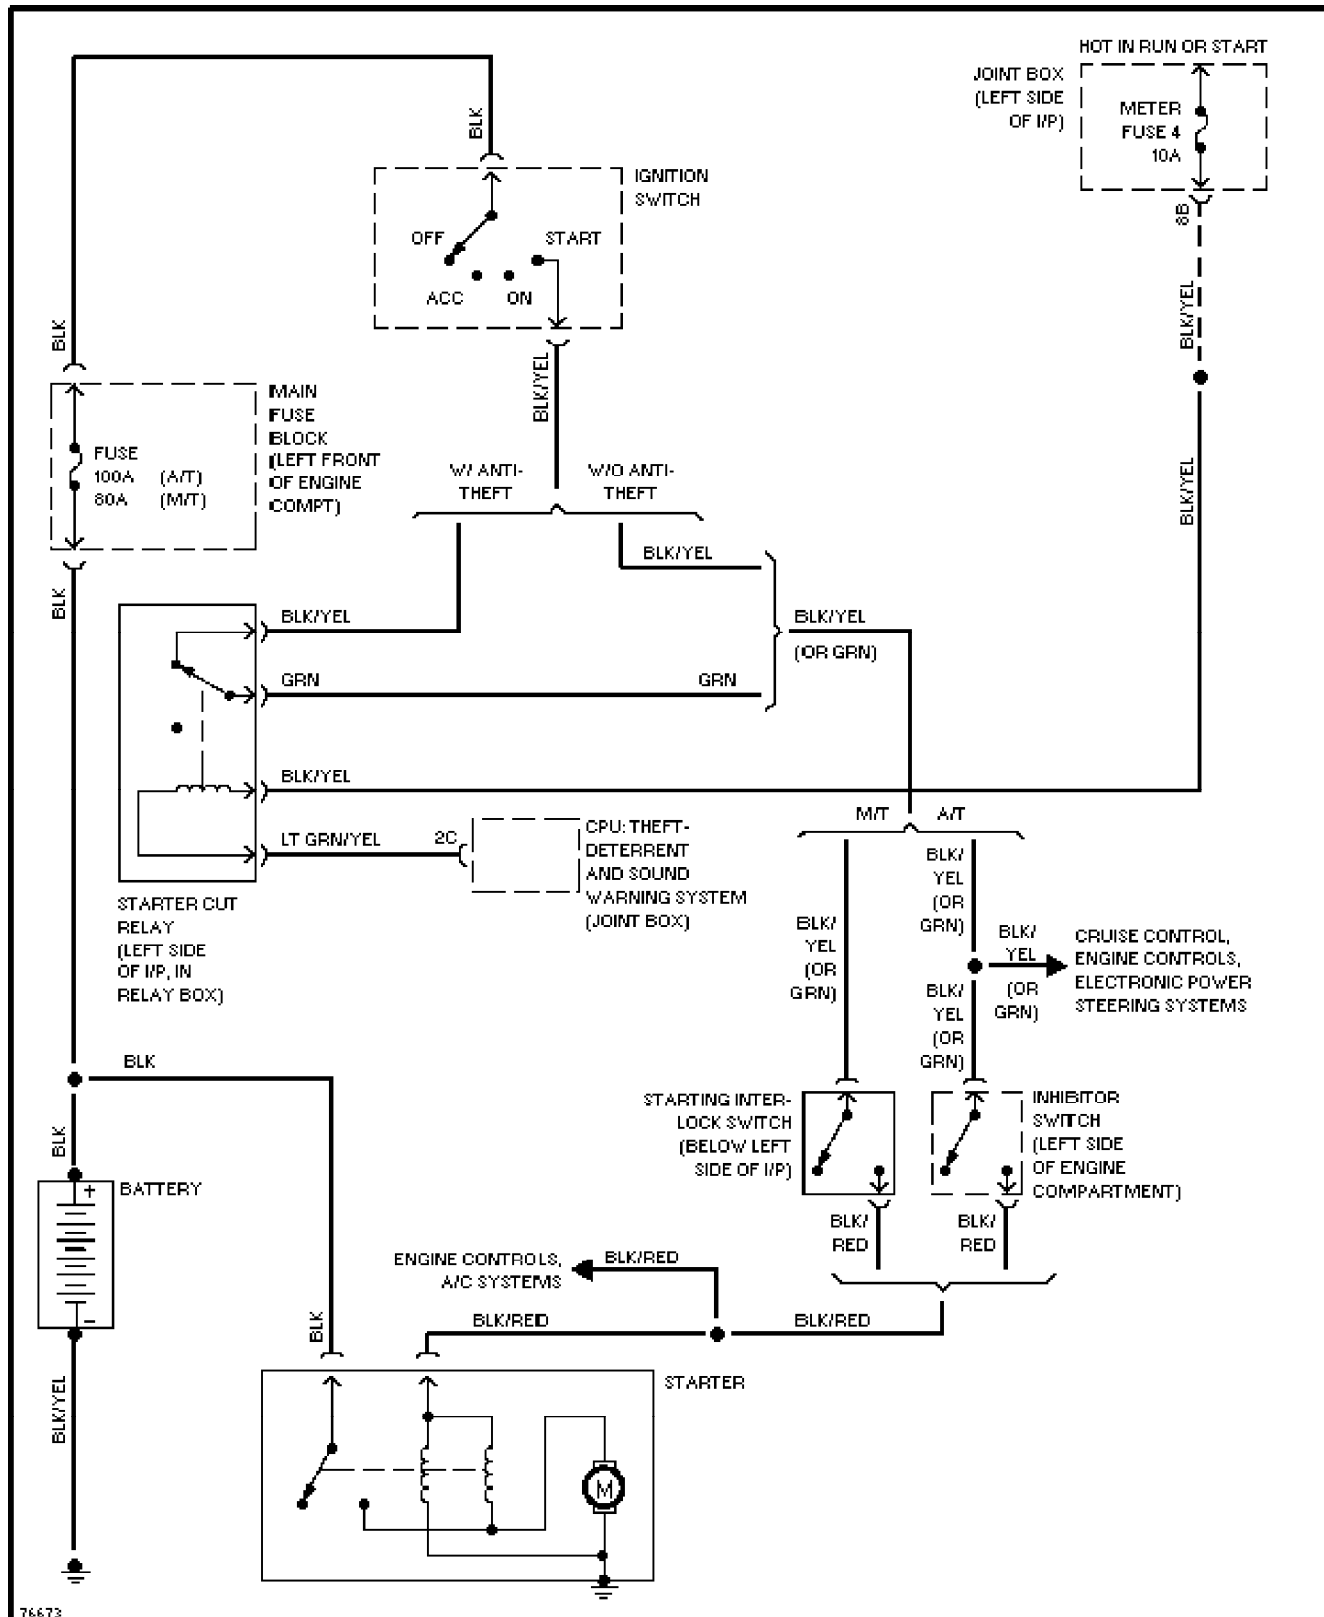 HOT IN RUN OR START
JOINT BOX
(LEFT SIDE
OF I/P)
METER
FUSE 4
10A
8B
BLK/YEL
BLK/YEL
BLK
BLK
IGNITION
SWITCH
OFF
START
ACC
ON
BLK/YEL
MAIN
FUSE
BLOCK
(LEFT FRONT
OF ENGINE
COMPT)
FUSE
100A (A/T)
80A (M/T)
BLK
W/ ANTI-
THEFT
W/O ANTI-
THEFT
BLK/YEL
BLK/YEL
BLK/YEL
(OR GRN)
GRN
GRN
BLK/YEL
LT GRN/YEL
2C
CPU: THEFT-
DETERRENT
AND SOUND
WARNING SYSTEM
(JOINT BOX)
STARTER CUT
RELAY
(LEFT SIDE
OF I/P, IN
RELAY BOX)
M/T
A/T
BLK/
YEL
(OR
GRN)
BLK/
YEL
(OR
GRN)
BLK/
YEL
(OR
GRN)
CRUISE CONTROL,
ENGINE CONTROLS,
ELECTRONIC POWER
STEERING SYSTEMS
BLK/
YEL
(OR
GRN)
BLK
BLK
BATTERY
+
−
BLK/YEL
STARTING INTER-
LOCK SWITCH
(BELOW LEFT
SIDE OF I/P)
INHIBITOR
SWITCH
(LEFT SIDE
OF ENGINE
COMPARTMENT)
BLK/
RED
BLK/
RED
ENGINE CONTROLS,
A/C SYSTEMS
BLK/RED
BLK/RED
BLK/RED
BLK
STARTER
M
76673